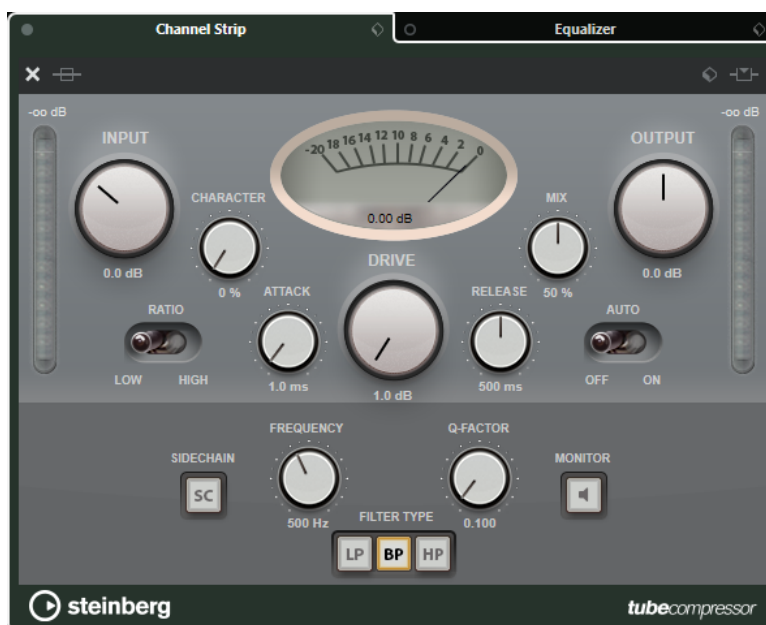 Channel Strip
Equalizer
-oo dB
-oo dB
INPUT
OUTPUT
-20 18 16 14 12 10 8 6 4 2 0
CHARACTER
MIX
0.00 dB
0.0 dB
0.0 dB
DRIVE
0 %
ATTACK
RELEASE
50 %
RATIO
AUTO
LOW
HIGH
1.0 ms
1.0 dB
500 ms
OFF
ON
FREQUENCY
Q-FACTOR
SIDECHAIN
MONITOR
SC
500 Hz
FILTER TYPE
0.100
LP
BP
HP
steinberg
tubecompressor